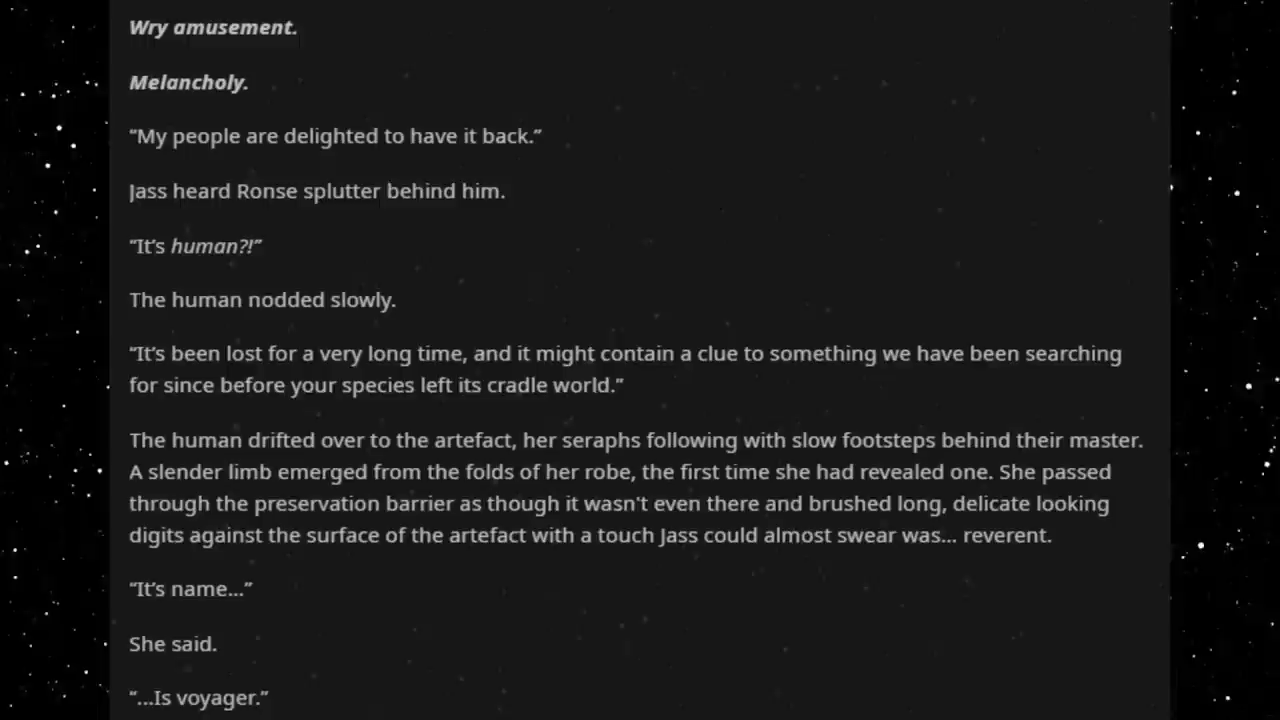 Wry amusement.
Melancholy.
“My people are delighted to have it back.”
Jass heard Ronse splutter behind him.
“It’s human?!”
The human nodded slowly.
“It’s been lost for a very long time, and it might contain a clue to something we have been searching
for since before your species left its cradle world.”
The human drifted over to the artefact, her seraphs following with slow footsteps behind their master.
A slender limb emerged from the folds of her robe, the first time she had revealed one. She passed
through the preservation barrier as though it wasn't even there and brushed long, delicate looking
digits against the surface of the artefact with a touch Jass could almost swear was... reverent.
“It’s name...”
She said.
“...Is voyager.”